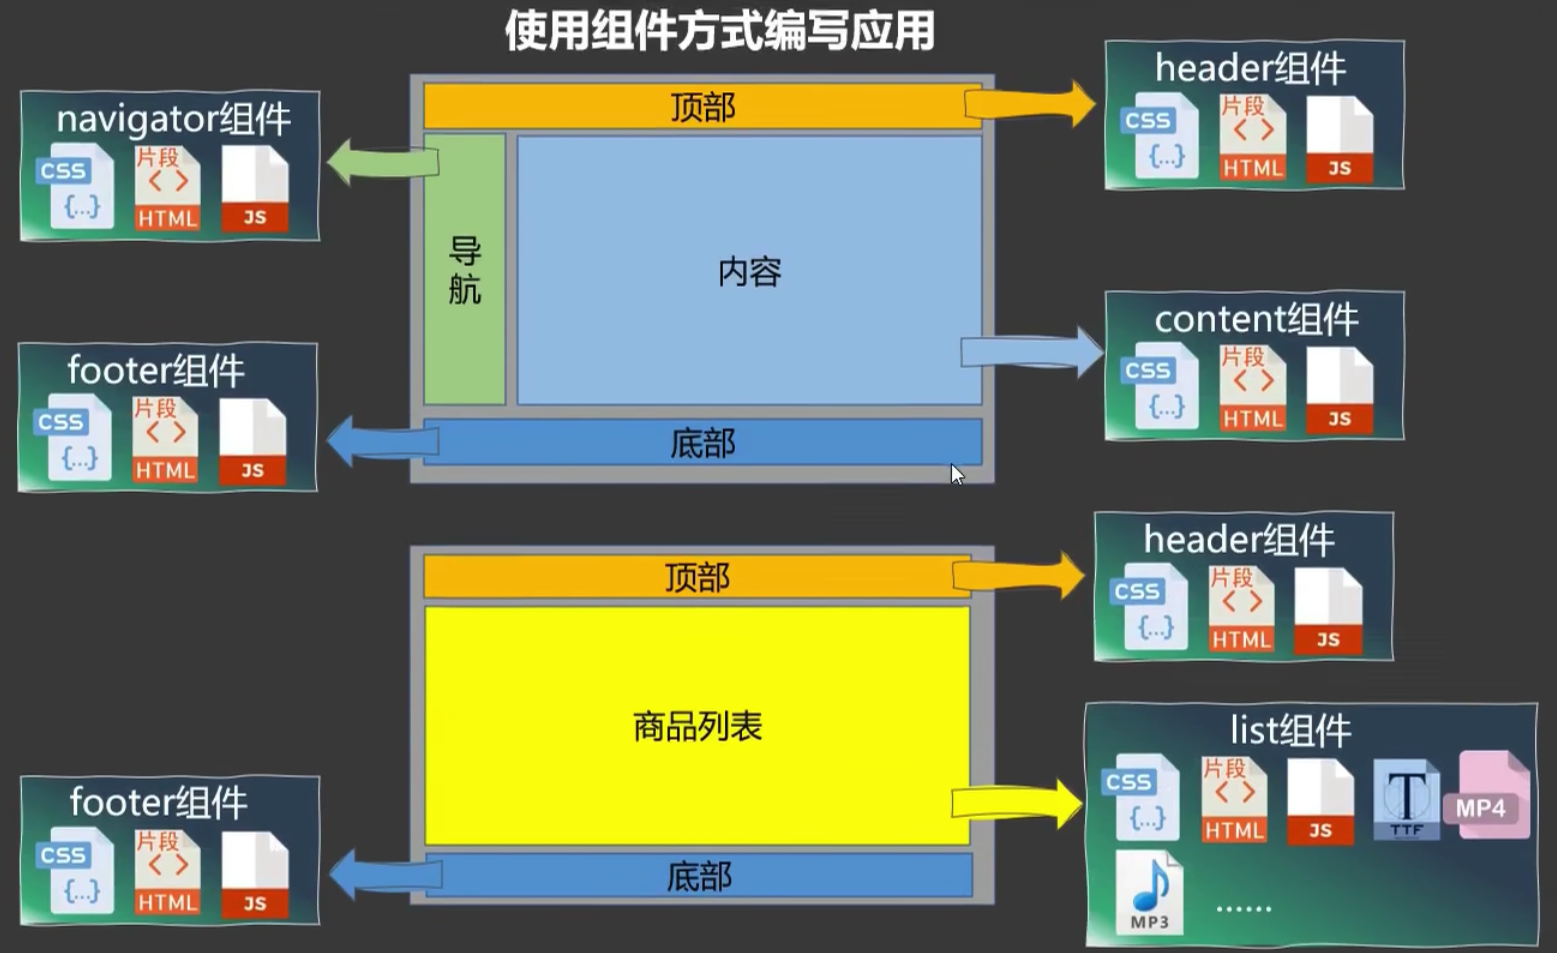 使用组件方式编写应用
navigator组件
CSS
{...}
片段
< >
HTML
JS
顶部
header组件
CSS
{...}
片段
< >
HTML
JS
导
航
内容
footer组件
CSS
{...}
片段
< >
HTML
JS
content组件
CSS
{...}
片段
< >
HTML
JS
底部
顶部
header组件
CSS
{...}
片段
< >
HTML
JS
商品列表
list组件
CSS
{...}
片段
< >
HTML
JS
T
TTF
MP4
MP3
......
footer组件
CSS
{...}
片段
< >
HTML
JS
底部